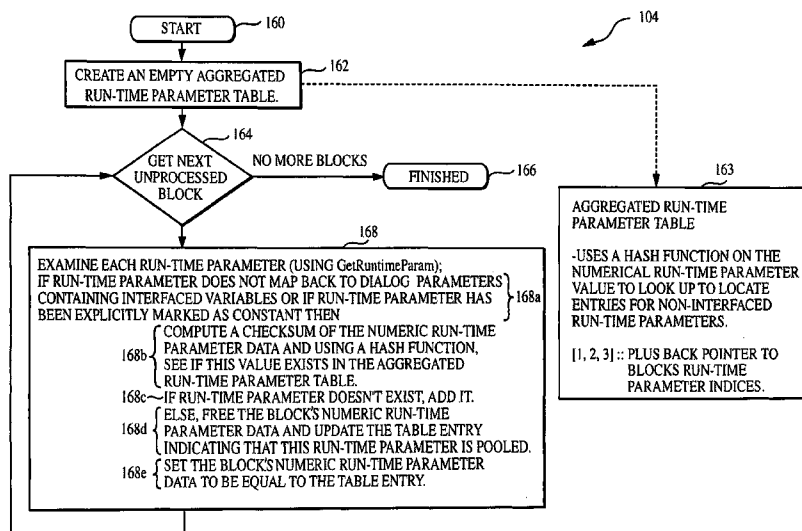 START
160
104
CREATE AN EMPTY AGGREGATED
RUN-TIME PARAMETER TABLE.
162
164
GET NEXT
UNPROCESSED
BLOCK
NO MORE BLOCKS
FINISHED
166
163
AGGREGATED RUN-TIME
PARAMETER TABLE
-USES A HASH FUNCTION ON THE
NUMERICAL RUN-TIME PARAMETER
VALUE TO LOOK UP TO LOCATE
ENTRIES FOR NON-INTERFACED
RUN-TIME PARAMETERS.
[1, 2, 3] :: PLUS BACK POINTER TO
BLOCKS RUN-TIME
PARAMETER INDICES.
168
EXAMINE EACH RUN-TIME PARAMETER (USING GetRuntimeParam);
IF RUN-TIME PARAMETER DOES NOT MAP BACK TO DIALOG PARAMETERS
CONTAINING INTERFACED VARIABLES OR IF RUN-TIME PARAMETER HAS
BEEN EXPLICITLY MARKED AS CONSTANT THEN
168a
COMPUTE A CHECKSUM OF THE NUMERIC RUN-TIME
168b PARAMETER DATA AND USING A HASH FUNCTION,
SEE IF THIS VALUE EXISTS IN THE AGGREGATED
RUN-TIME PARAMETER TABLE.
168c IF RUN-TIME PARAMETER DOESN'T EXIST, ADD IT.
ELSE, FREE THE BLOCK'S NUMERIC RUN-TIME
168d PARAMETER DATA AND UPDATE THE TABLE ENTRY
INDICATING THAT THIS RUN-TIME PARAMETER IS POOLED.
168e SET THE BLOCK'S NUMERIC RUN-TIME PARAMETER
DATA TO BE EQUAL TO THE TABLE ENTRY.